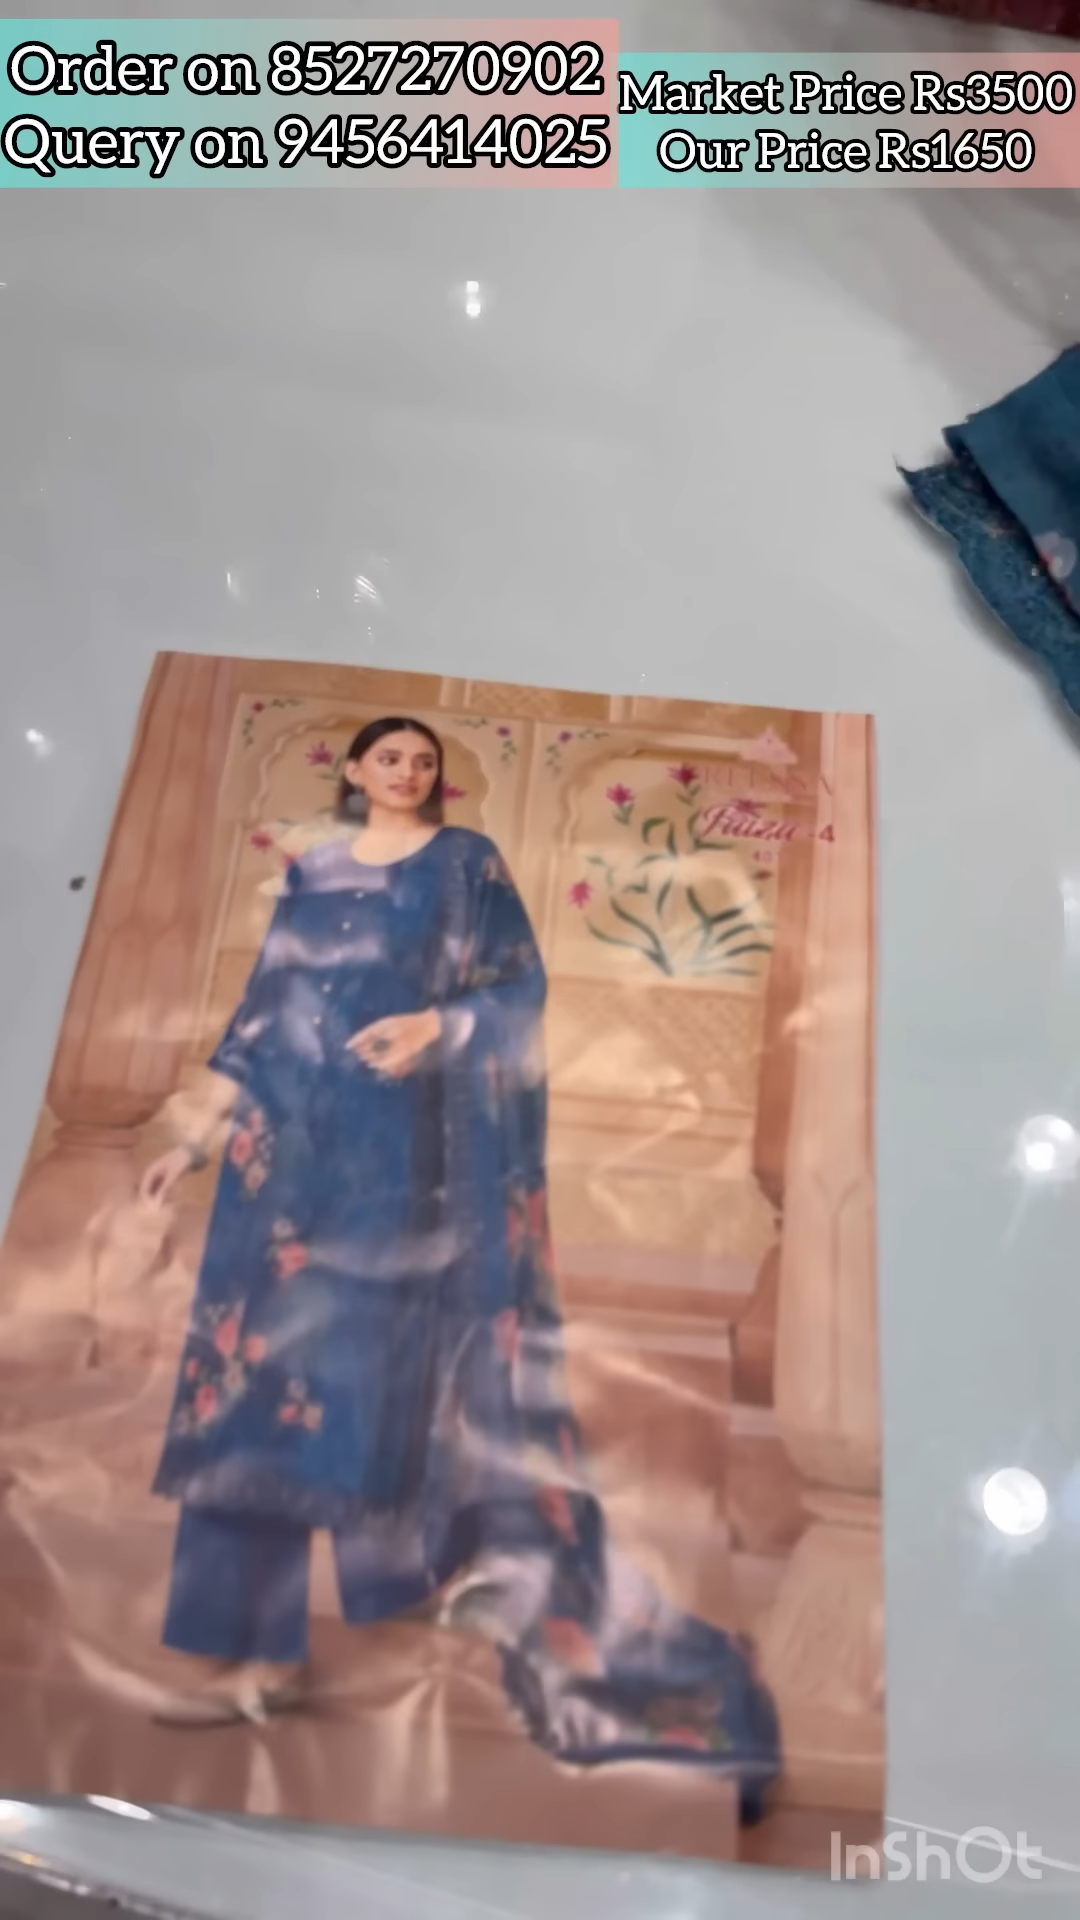 Order on 8527270902
Query on 9456414025
Market Price Rs3500
Our Price Rs1650
InShOt